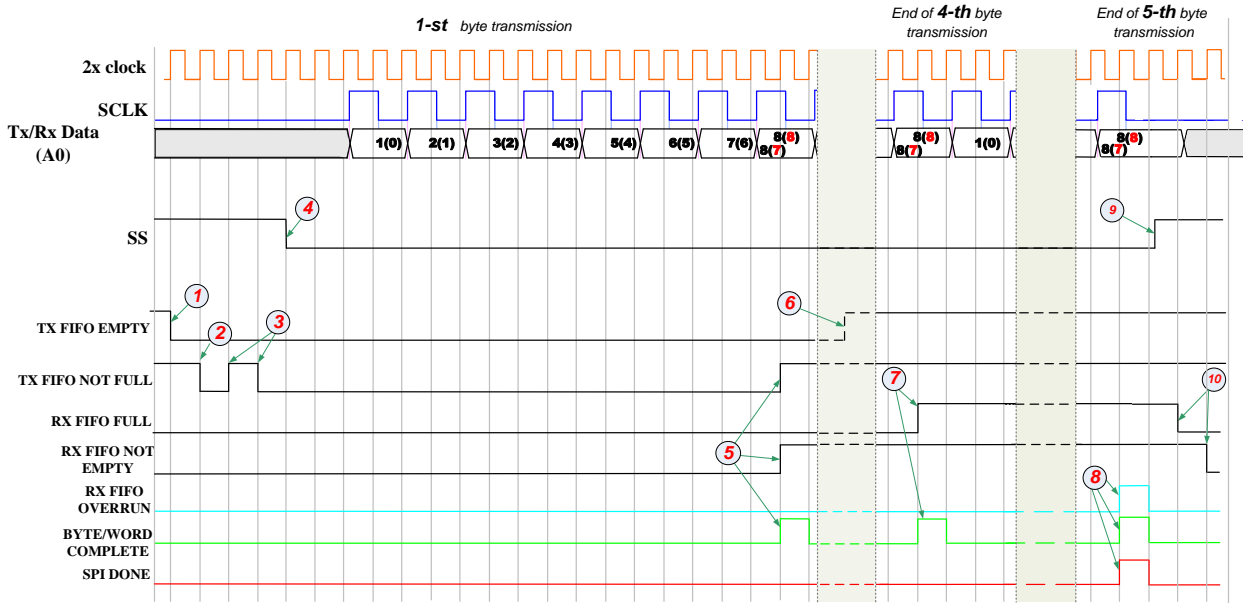 1-st byte transmission
End of 4-th byte
transmission
End of 5-th byte
transmission
2x clock
SCLK
Tx/Rx Data
(A0)
1(0) 2(1) 3(2) 4(3) 5(4) 6(5) 7(6) 8(8)
8(7)
8(8)
8(7)
1(0)
8(8)
8(7)
4
9
SS
1
2
3
6
TX FIFO EMPTY
TX FIFO NOT FULL
7
10
RX FIFO FULL
5
RX FIFO NOT
EMPTY
8
RX FIFO
OVERRUN
BYTE/WORD
COMPLETE
SPI DONE